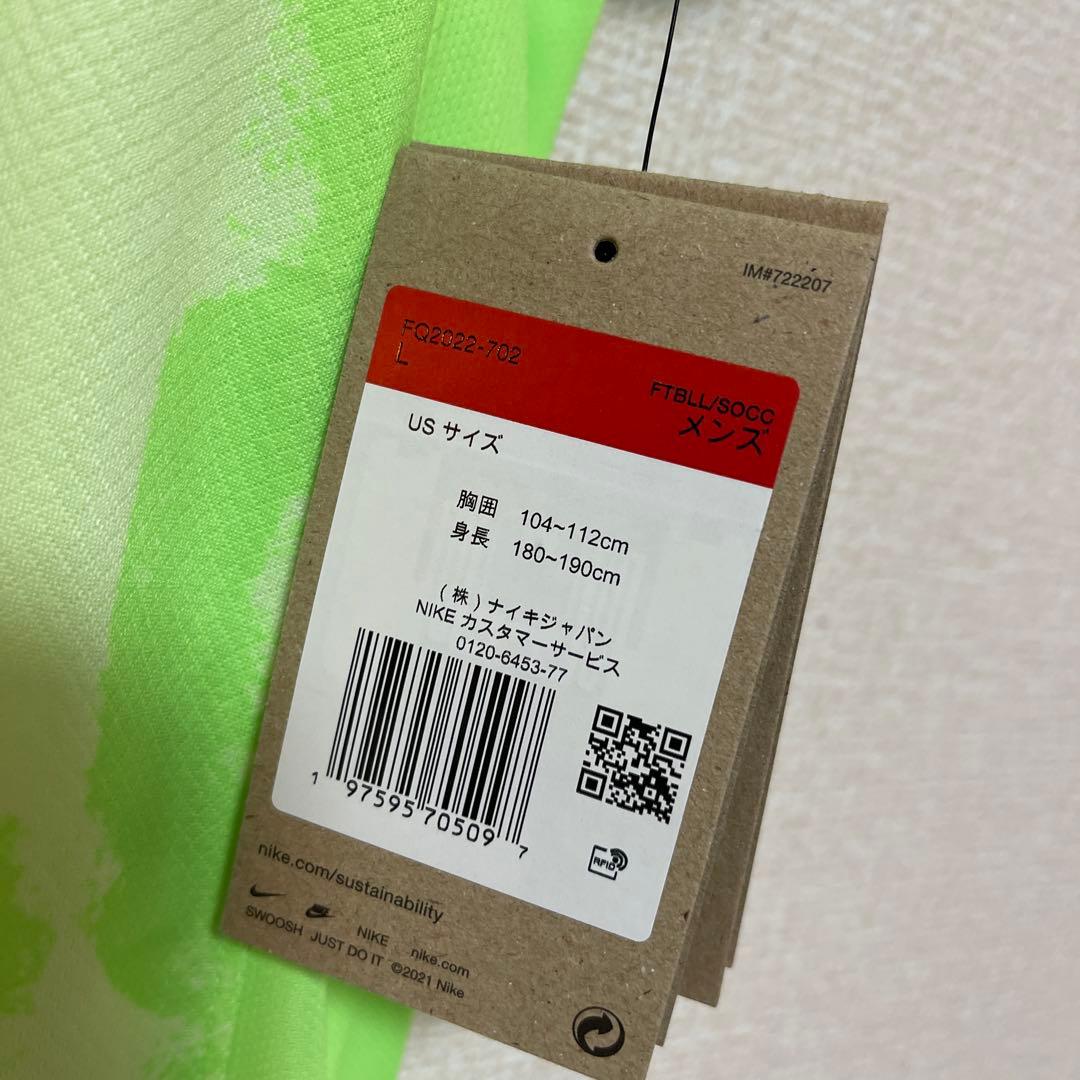 IM#722207
FQ2022-702
L
FTBLL/SOCC
メンズ
US サイズ
胸囲 104~112cm
身長 180~190cm
(株)ナイキジャパン
NIKE カスタマーサービス
0120-6453-77
1 97595 70509 7
RFID
nike.com/sustainability
SWOOSH JUST DO IT NIKE nike.com
©2021 Nike